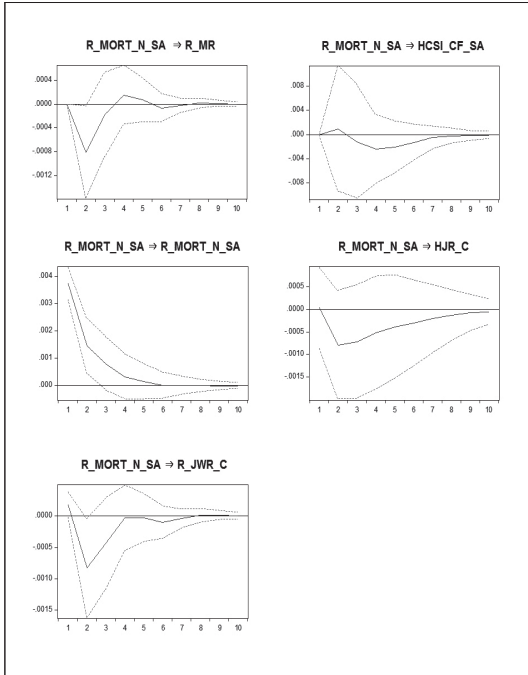 R_MORT_N_SA ⇒ R_MR
.0004
.0000
-.0004
-.0008
-.0012
1 2 3 4 5 6 7 8 9 10
R_MORT_N_SA ⇒ HCSI_CF_SA
.008
.004
.000
-.004
-.008
1 2 3 4 5 6 7 8 9 10
R_MORT_N_SA ⇒ R_MORT_N_SA
.004
.003
.002
.001
.000
1 2 3 4 5 6 7 8 9 10
R_MORT_N_SA ⇒ HJR_C
.0005
.0000
-.0005
-.0010
-.0015
1 2 3 4 5 6 7 8 9 10
R_MORT_N_SA ⇒ R_JWR_C
.0000
-.0005
-.0010
-.0015
1 2 3 4 5 6 7 8 9 10